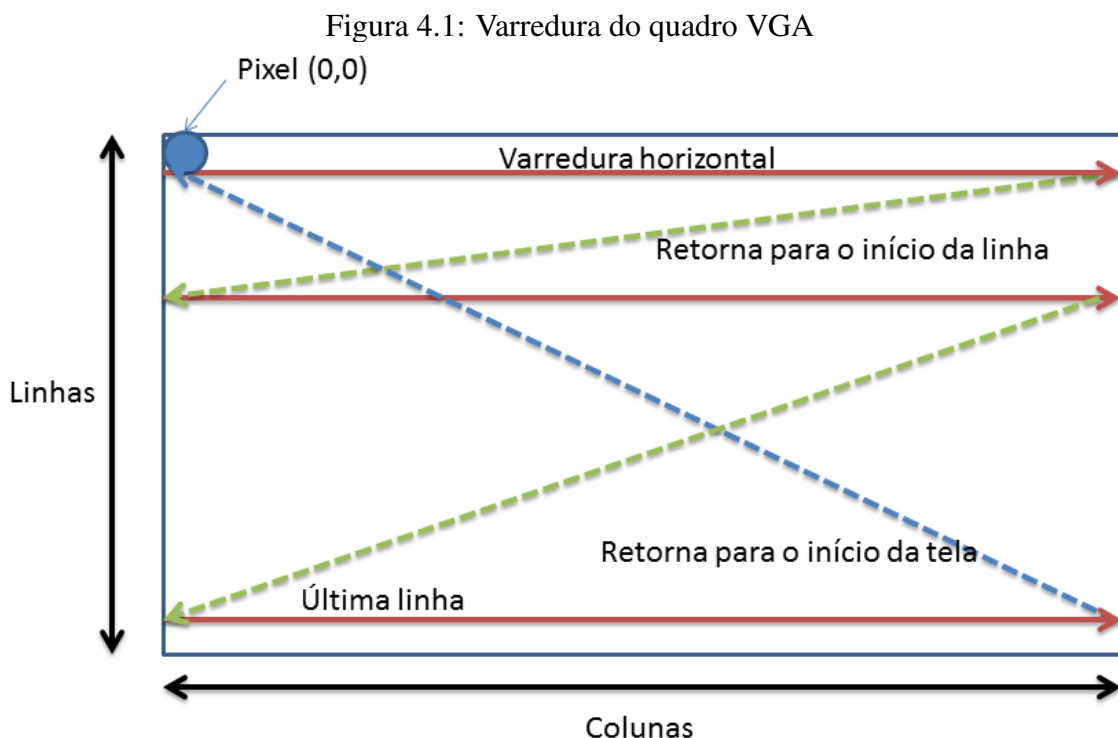 Figura 4.1: Varredura do quadro VGA
Pixel (0,0)
Varredura horizontal
Retorna para o início da linha
Linhas
Retorna para o início da tela
Última linha
Colunas